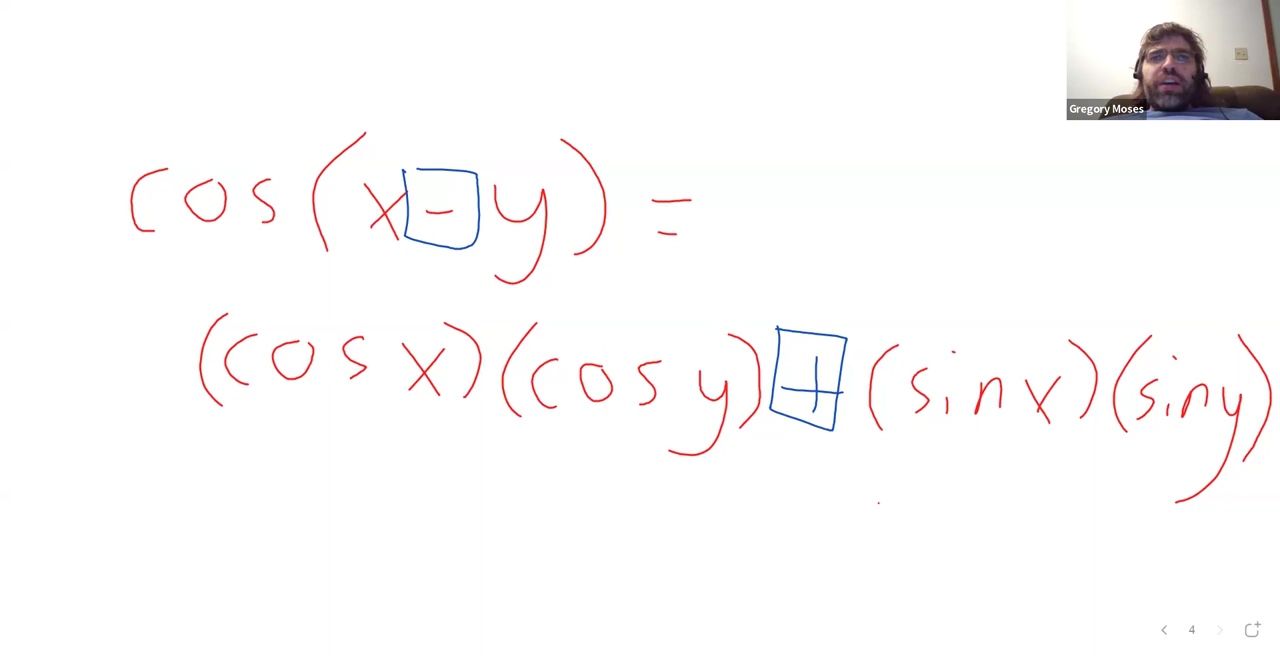 Gregory Moses
cos(x - y) =
(cos x)(cos y) + (sin x)(sin y)
4